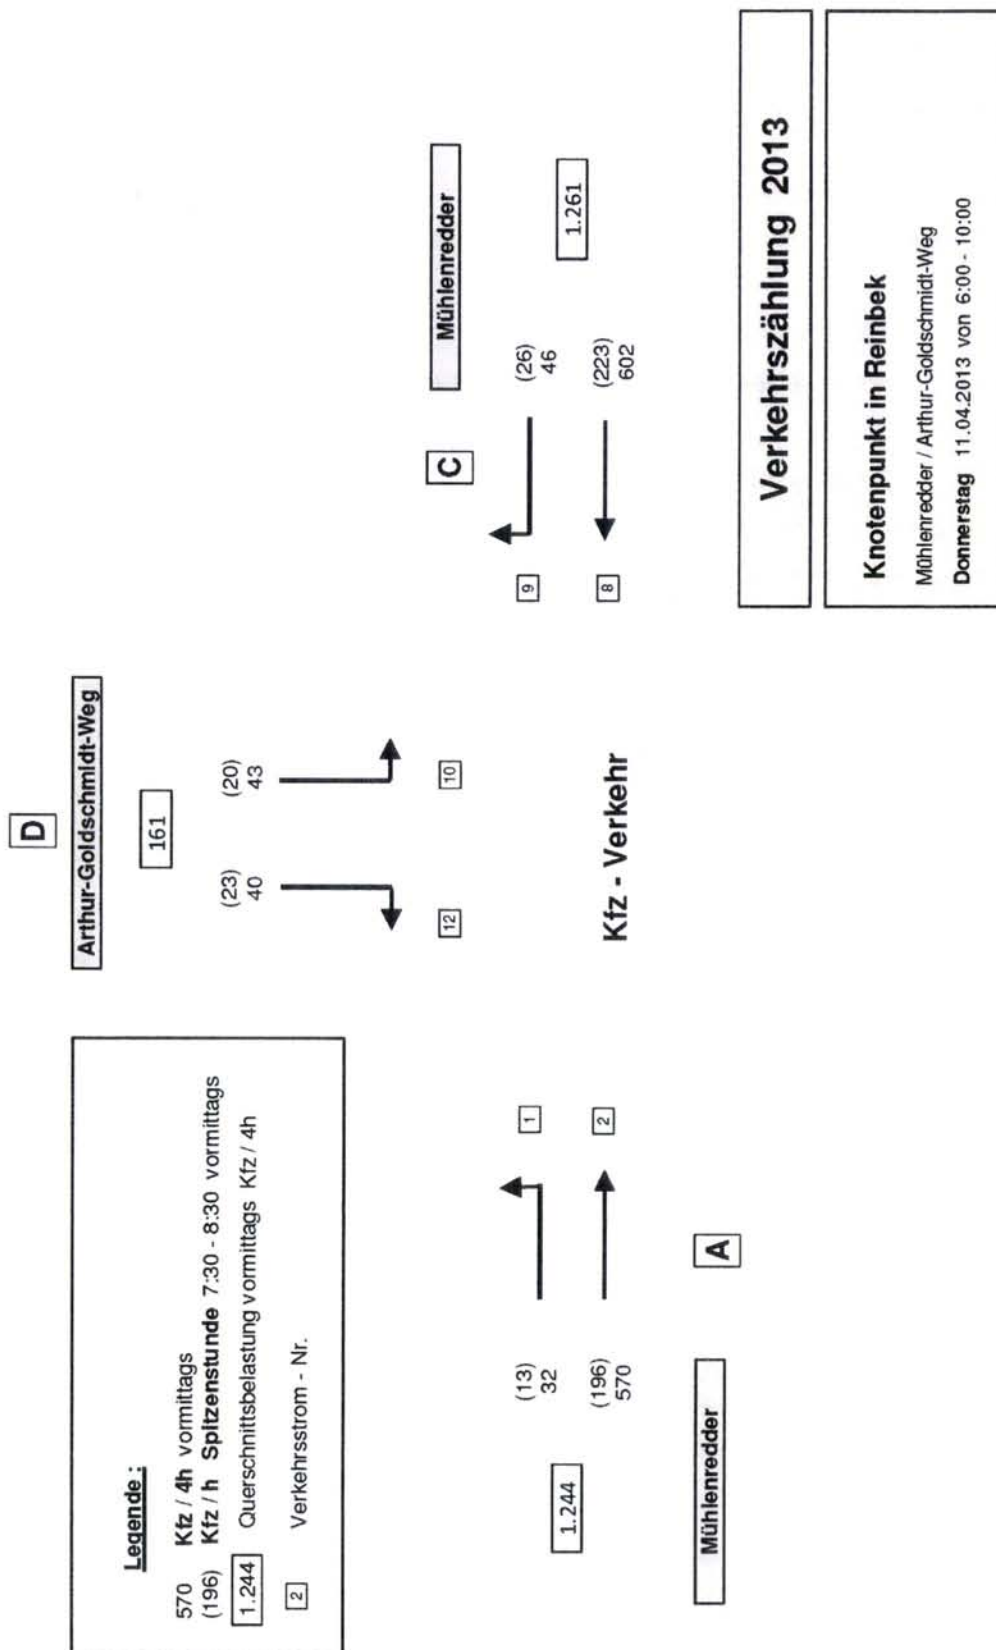 D
Arthur-Goldschmidt-Weg
161
(23)
40
(20)
43
12
10
Legende :
570 Kfz / 4h vormittags
(196) Kfz / h Spitzenstunde 7:30 - 8:30 vormittags
1.244 Querschnittsbelastung vormittags Kfz / 4h
2 Verkehrsstrom - Nr.
C
Mühlenredder
9
(26)
46
1.261
8
(223)
602
1.244
(13)
32
1
(196)
570
2
Kfz - Verkehr
Mühlenredder
A
Verkehrszählung 2013
Knotenpunkt in Reinbek
Mühlenredder / Arthur-Goldschmidt-Weg
Donnerstag 11.04.2013 von 6:00 - 10:00